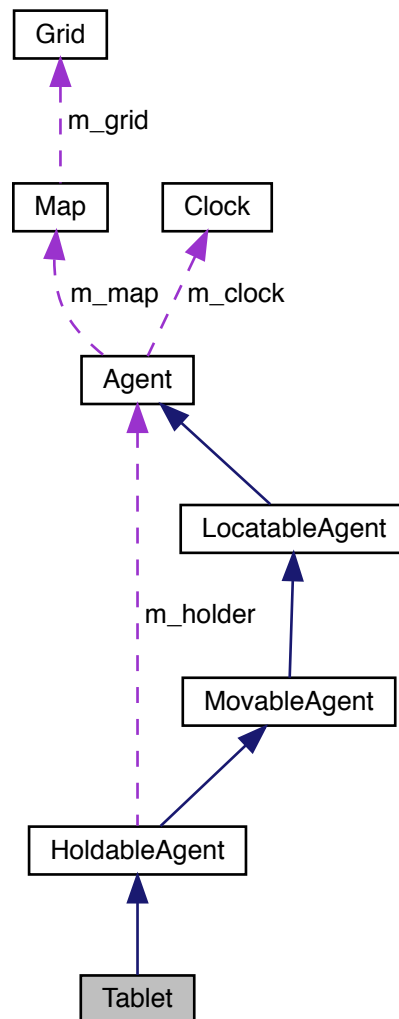 Grid
m_grid
Map
Clock
m_map
m_clock
Agent
LocatableAgent
m_holder
MovableAgent
HoldableAgent
Tablet